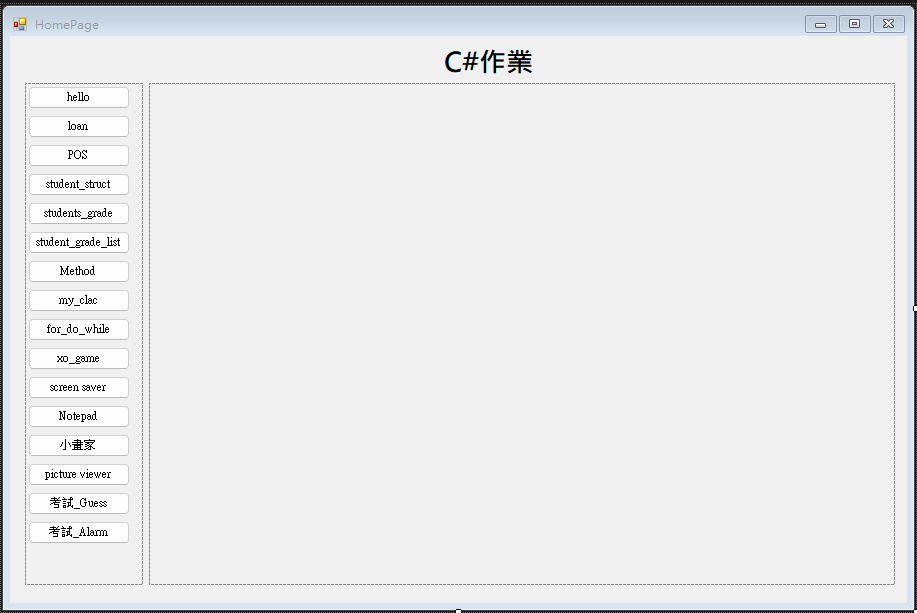 HomePage
C#作業
hello
loan
POS
student_struct
students_grade
student_grade_list
Method
my_clac
for_do_while
xo_game
screen saver
Notepad
小畫家
picture viewer
考試_Guess
考試_Alarm